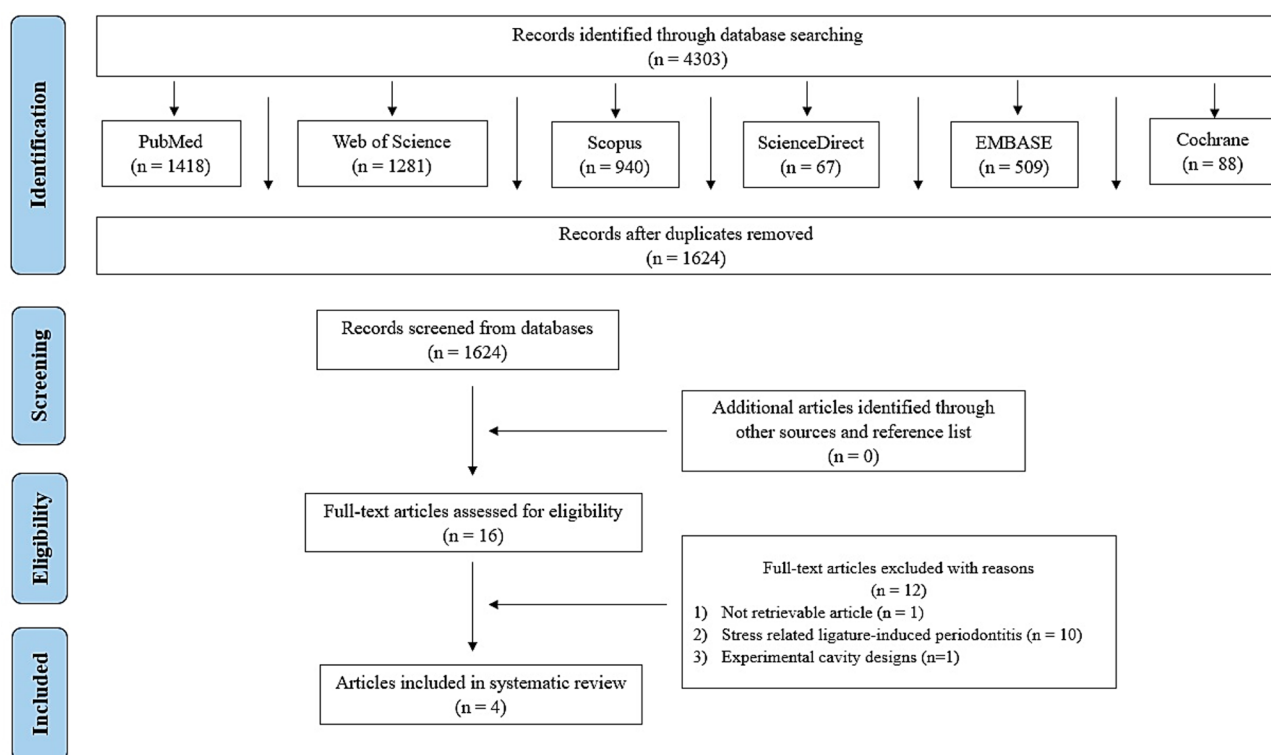 Identification
Records identified through database searching
(n = 4303)
PubMed
(n = 1418)
Web of Science
(n = 1281)
Scopus
(n = 940)
ScienceDirect
(n = 67)
EMBASE
(n = 509)
Cochrane
(n = 88)
Records after duplicates removed
(n = 1624)
Screening
Records screened from databases
(n = 1624)
Additional articles identified through
other sources and reference list
(n = 0)
Eligibility
Full-text articles assessed for eligibility
(n = 16)
Full-text articles excluded with reasons
(n = 12)
1) Not retrievable article (n = 1)
2) Stress related ligature-induced periodontitis (n = 10)
3) Experimental cavity designs (n=1)
Included
Articles included in systematic review
(n = 4)